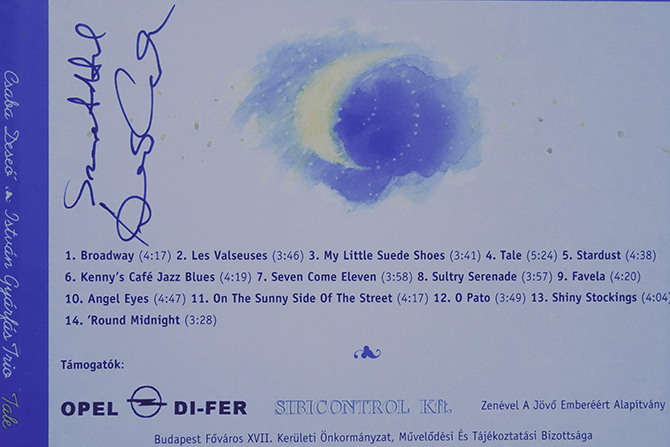 Csaba Deseő István Gyárfás Trio Tale
1. Broadway (4:17) 2. Les Valseuses (3:46) 3. My Little Suede Shoes (3:41) 4. Tale (5:24) 5. Stardust (4:38)
6. Kenny's Café Jazz Blues (4:19) 7. Seven Come Eleven (3:58) 8. Sultry Serenade (3:57) 9. Favela (4:20)
10. Angel Eyes (4:47) 11. On The Sunny Side Of The Street (4:17) 12. O Pato (3:49) 13. Shiny Stockings (4:04)
14. ’Round Midnight (3:28)
Támogatók:
OPEL DI-FER SIBICONTROL Kft. Zenével A Jövő Emberéért Alapítvány
Budapest Főváros XVII. Kerületi Önkormányzat, Művelődési És Tájékoztatási Bizottsága